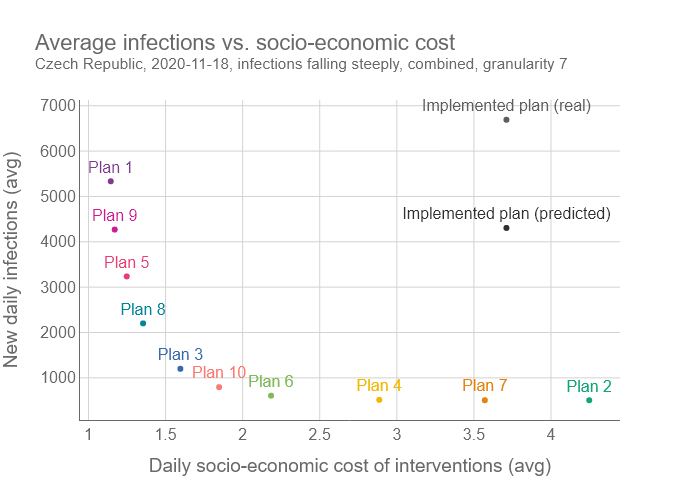 Average infections vs. socio-economic cost
Czech Republic, 2020-11-18, infections falling steeply, combined, granularity 7
New daily infections (avg)
7000
6000
5000
4000
3000
2000
1000
Implemented plan (real)
Plan 1
Plan 9
Implemented plan (predicted)
Plan 5
Plan 8
Plan 3
Plan 10
Plan 6
Plan 4
Plan 7
Plan 2
1
1.5
2
2.5
3
3.5
4
Daily socio-economic cost of interventions (avg)